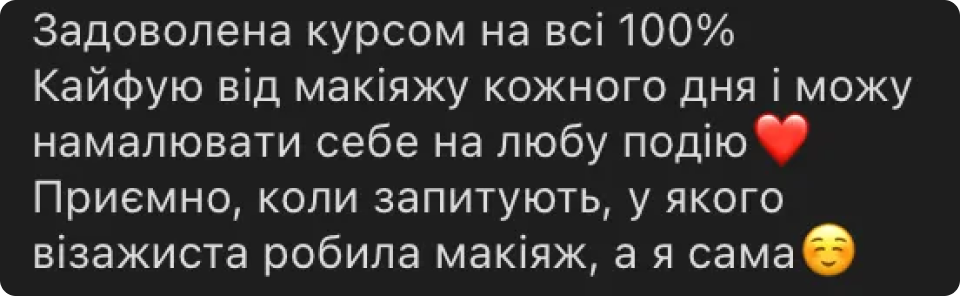 Задоволена курсом на всі 100%
Кайфую від макіяжу кожного дня і можу
намалювати себе на любу подію❤️
Приємно, коли запитують, у якого
візажиста робила макіяж, а я сама☺️